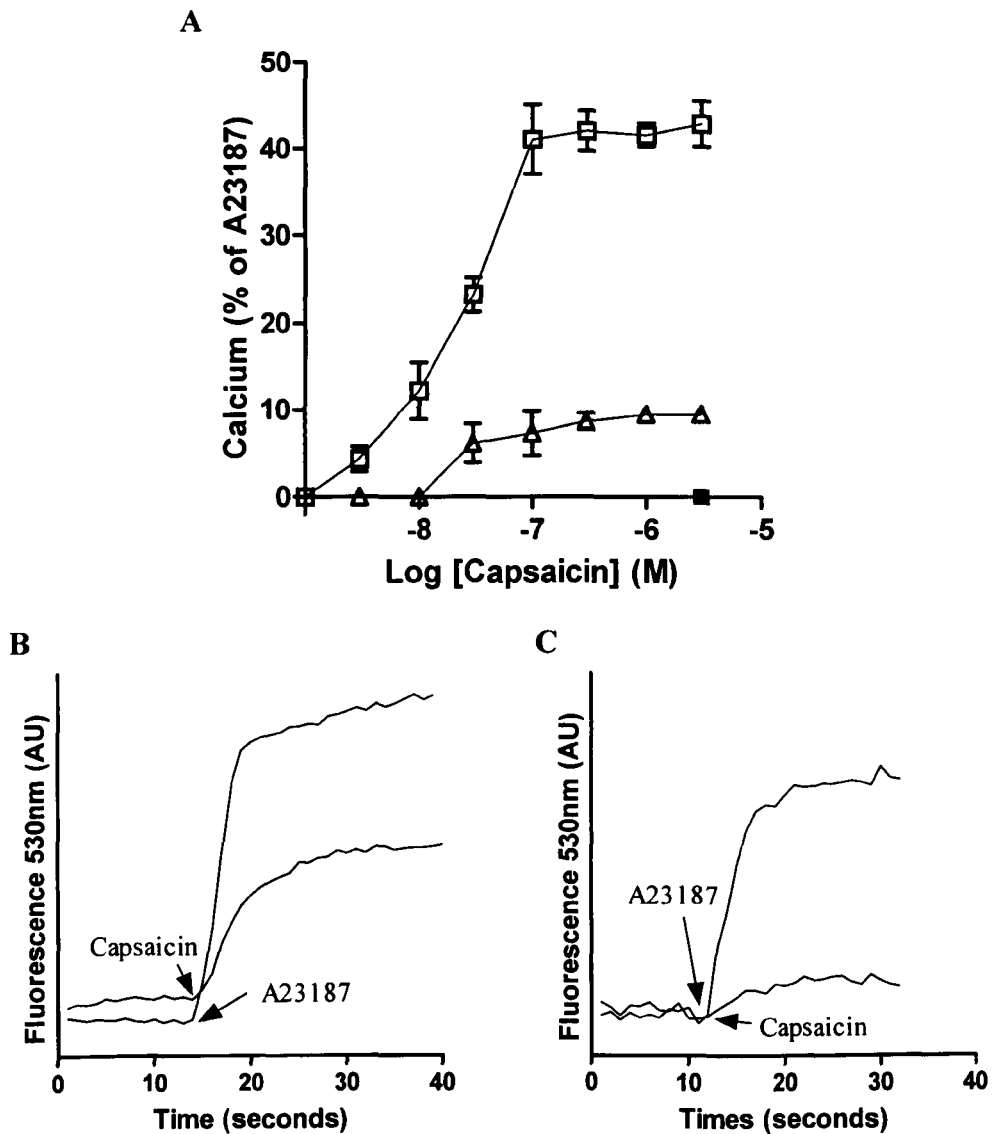 A
Calcium (% of A23187)
50
40
30
20
10
0
-8 -7 -6 -5
Log [Capsaicin] (M)
B
Fluorescence 530nm (AU)
Capsaicin
A23187
0 10 20 30 40
Time (seconds)
C
Fluorescence 530nm (AU)
A23187
Capsaicin
0 10 20 30 40
Times (seconds)